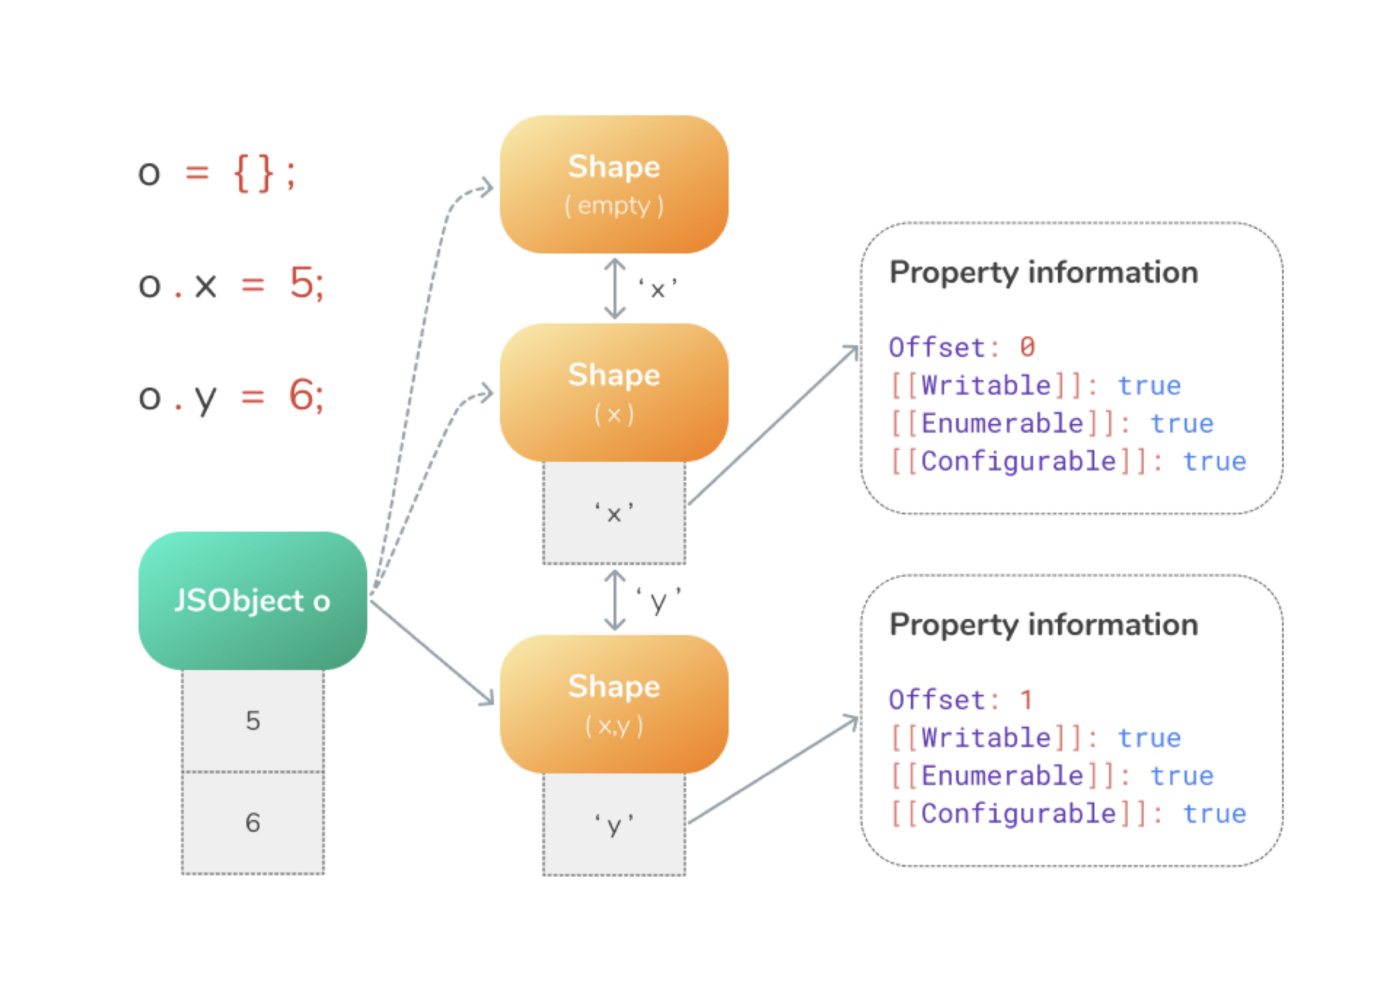 o = {};
o.x = 5;
o.y = 6;
JSObject o
5
6
Shape
( empty )
‘ x ’
Shape
( x )
‘ x ’
‘ y ’
Shape
( x,y )
‘ y ’
Property information
Offset: 0
[[Writable]]: true
[[Enumerable]]: true
[[Configurable]]: true
Property information
Offset: 1
[[Writable]]: true
[[Enumerable]]: true
[[Configurable]]: true